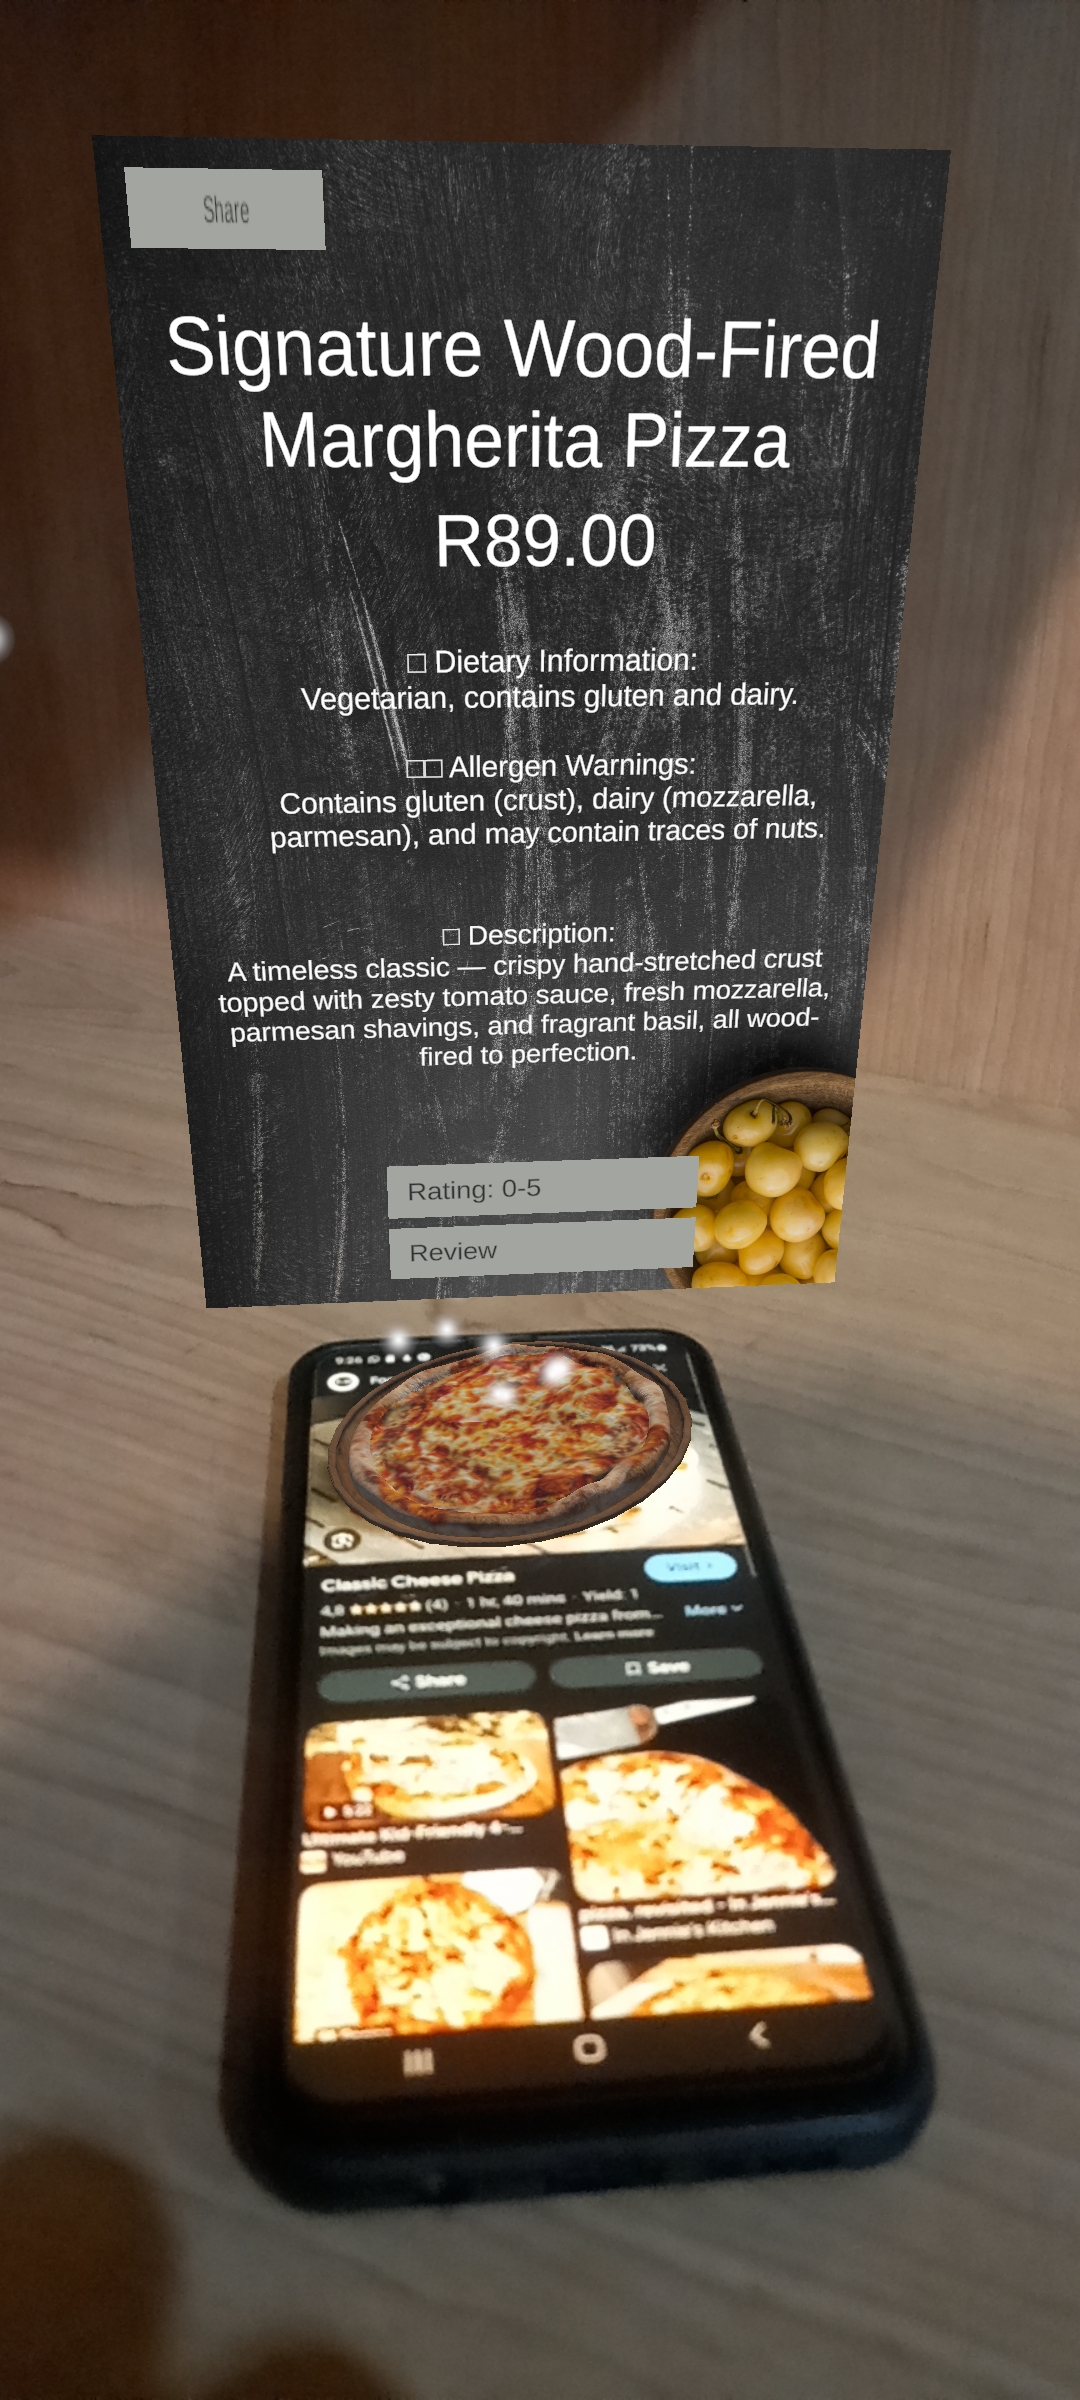 Share
Signature Wood-Fired
Margherita Pizza
R89.00
□ Dietary Information:
Vegetarian, contains gluten and dairy.
□□ Allergen Warnings:
Contains gluten (crust), dairy (mozzarella,
parmesan), and may contain traces of nuts.
□ Description:
A timeless classic — crispy hand-stretched crust
topped with zesty tomato sauce, fresh mozzarella,
parmesan shavings, and fragrant basil, all wood-
fired to perfection.
Rating: 0-5
Review
9:26
73%
Classic Cheese Pizza
Visit >
4,8 ★★★★★ (4) · 1 hr, 40 mins · Yield: 1
Making an exceptional cheese pizza from...
More
Images may be subject to copyright. Learn more
Share
Save
Ultimate Kid-Friendly
YouTube
pizza, revisited - In Jennie's...
In Jennie's Kitchen